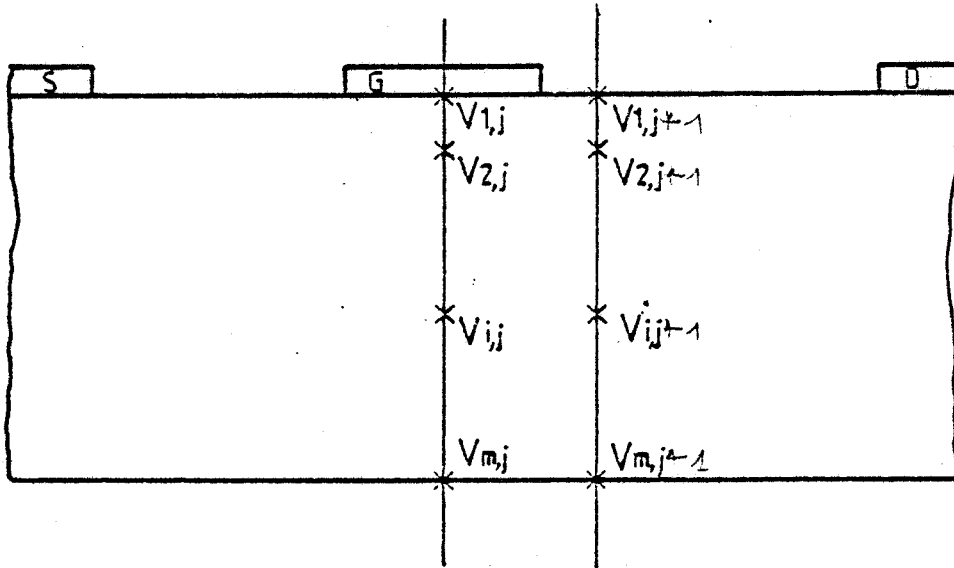 S G D
V1,j V1,j+1
V2,j V2,j+1
Vi,j Vi,j+1
Vm,j Vm,j+1